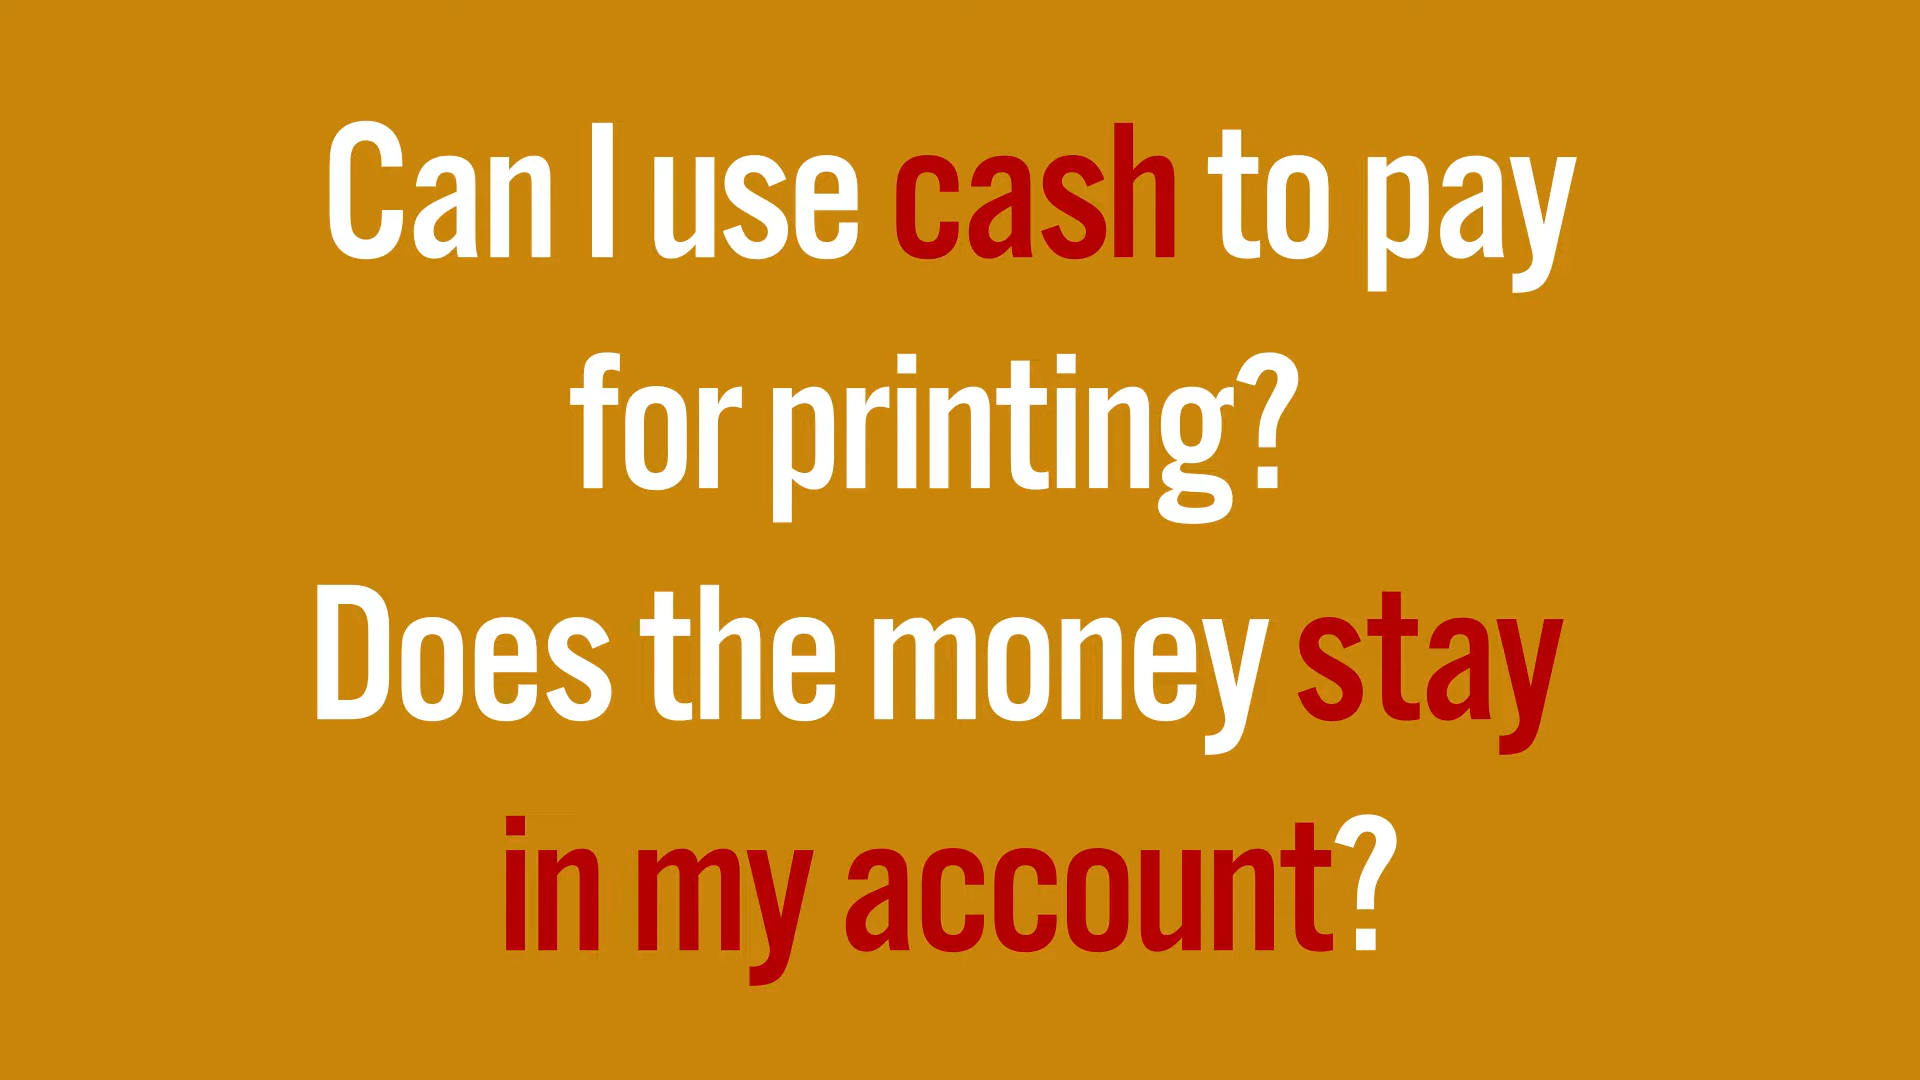 Can I use cash to pay
for printing?
Does the money stay
in my account?